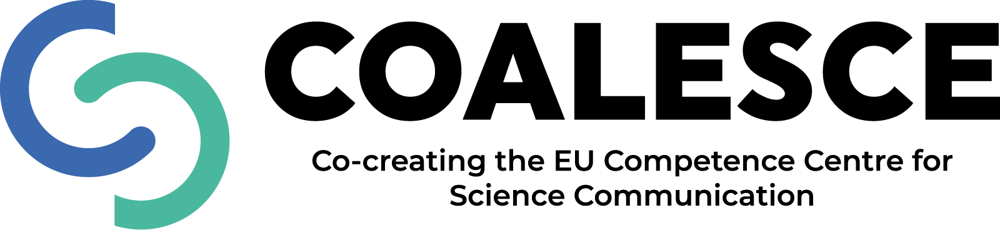 COALESCE
Co-creating the EU Competence Centre for
Science Communication